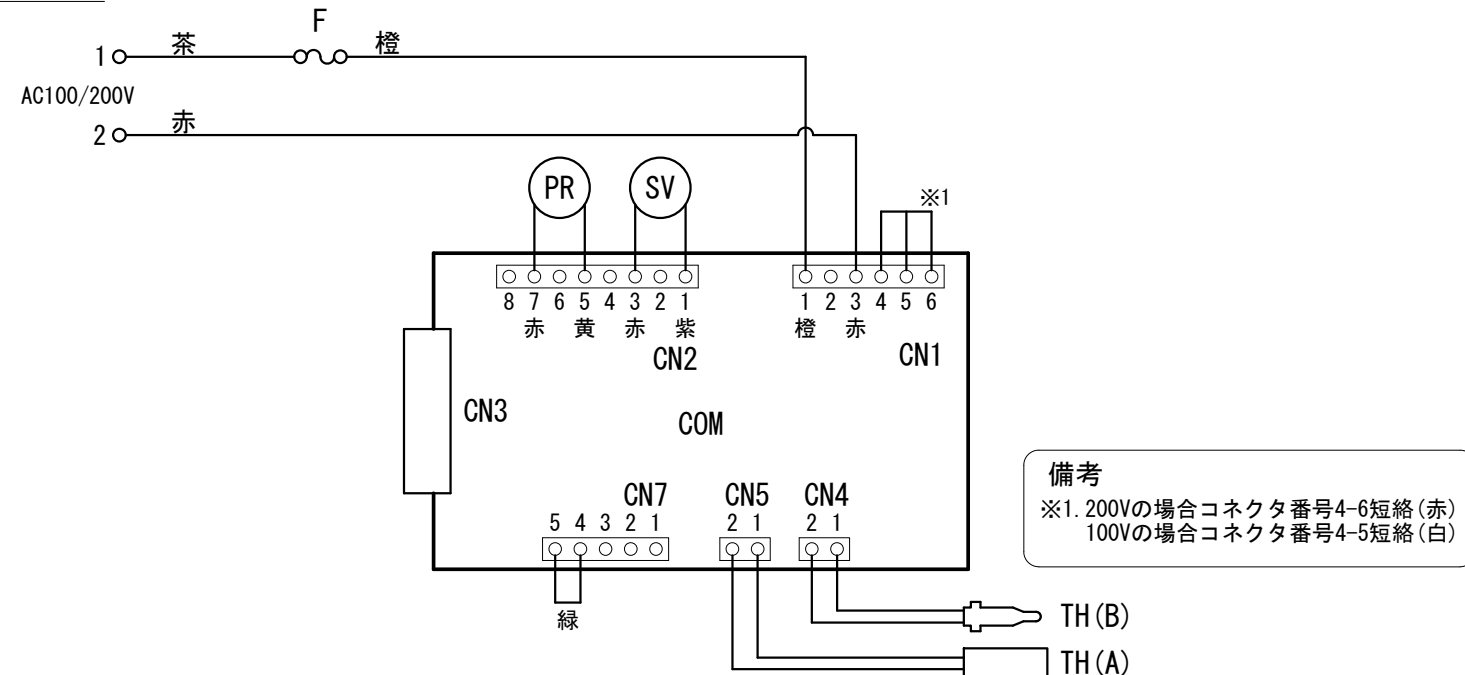 F
1 茶 橙
AC100/200V
2 赤
PR SV ※1
8 7 6 5 4 3 2 1
赤 黄 赤 紫
1 2 3 4 5 6
橙 赤
CN2
CN1
CN3
COM
CN7 CN5 CN4
5 4 3 2 1
2 1
2 1
緑
備考
※1.200Vの場合コネクタ番号4-6短絡(赤)
100Vの場合コネクタ番号4-5短絡(白)
TH(B)
TH(A)